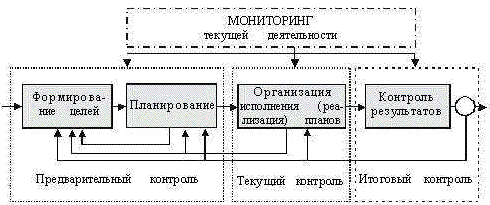 МОНИТОРИНГ
текущей деятельности
Формирова-
ние целей
Планирование
Организация
исполнения (реа-
лизация) планов
Контроль
результатов
Предварительный контроль
Текущий контроль
Итоговый контроль